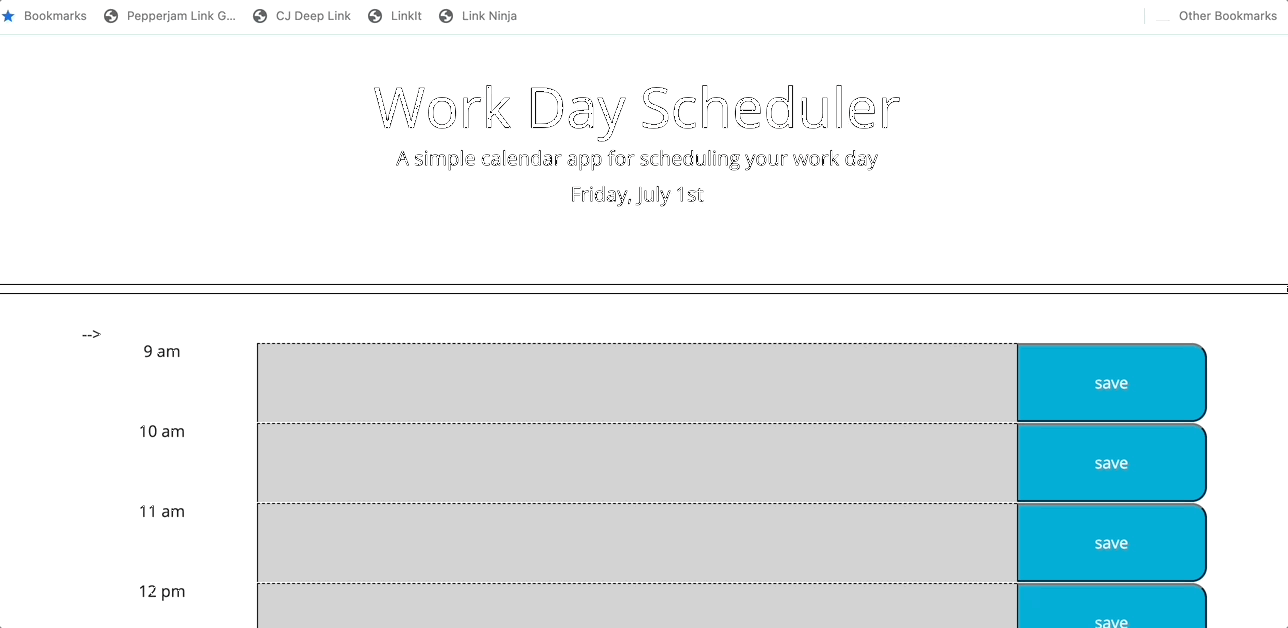 Bookmarks Pepperjam Link G... CJ Deep Link LinkIt Link Ninja Other Bookmarks
Work Day Scheduler
A simple calendar app for scheduling your work day
Friday, July 1st
-->
9 am save
10 am save
11 am save
12 pm save